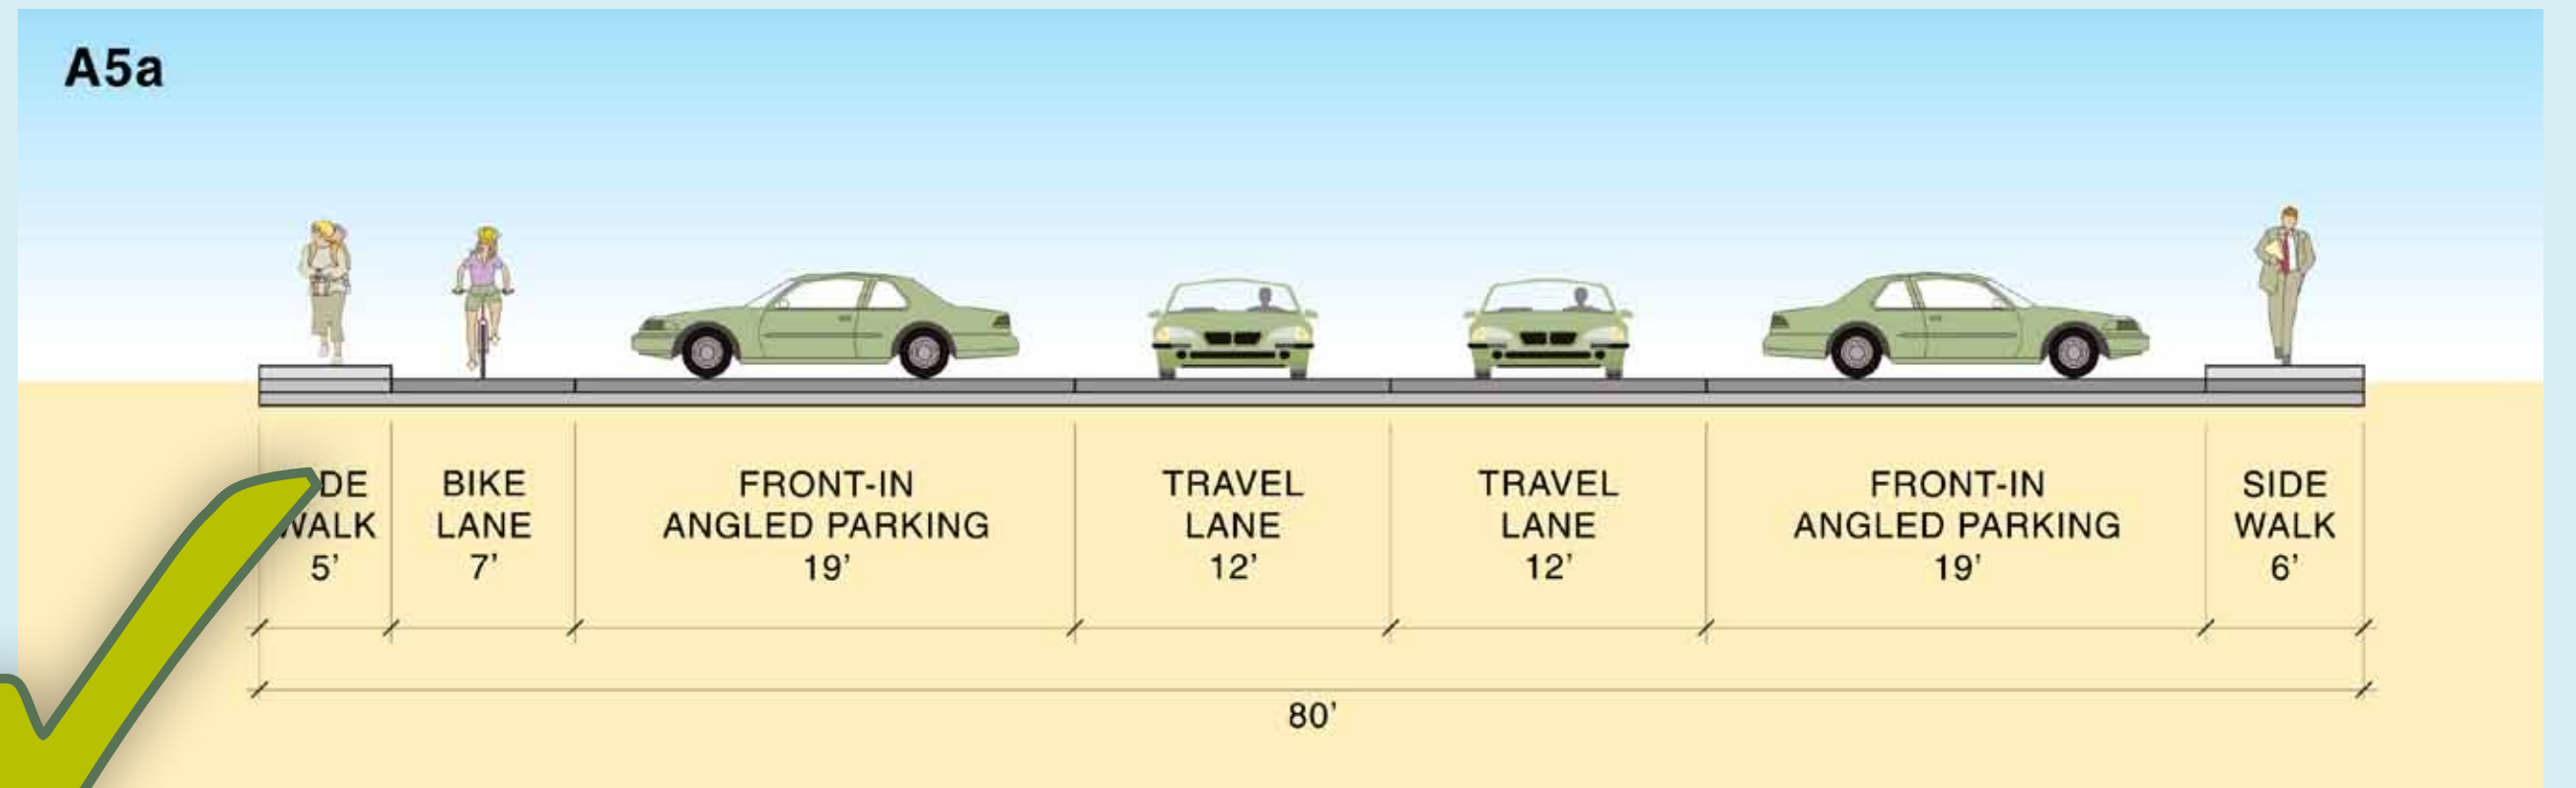 A5a
DE
WALK
5'
BIKE
LANE
7'
FRONT-IN
ANGLED PARKING
19'
TRAVEL
LANE
12'
TRAVEL
LANE
12'
FRONT-IN
ANGLED PARKING
19'
SIDE
WALK
6'
80'